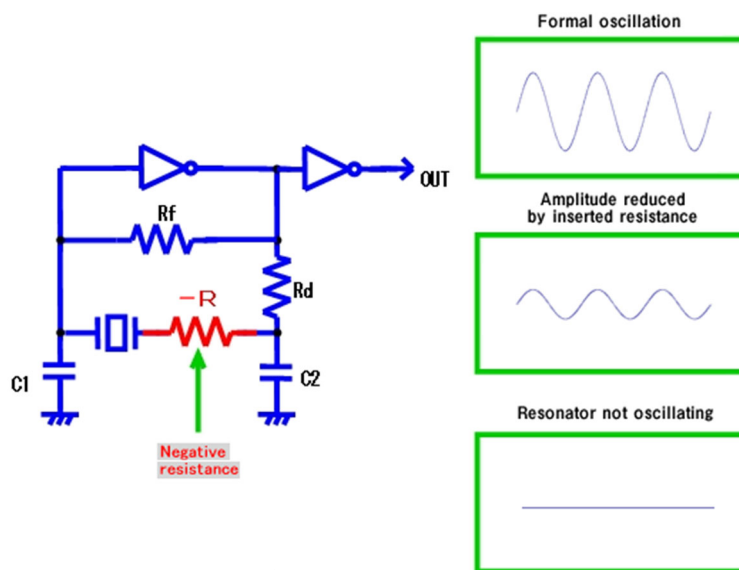 Formal oscillation
OUT
Rf
Rd
-R
C1
C2
Negative
resistance
Amplitude reduced
by inserted resistance
Resonator not oscillating